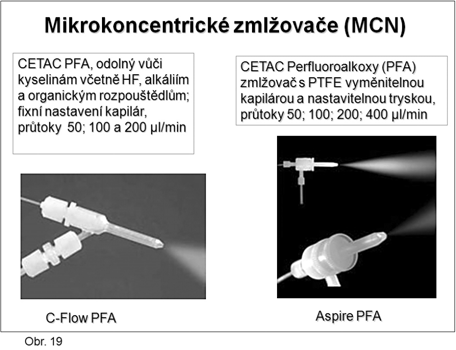 Mikrokoncentrické zmlžovače (MCN)
CETAC PFA, odolný vůči
kyselinám včetně HF, alkáliím
a organickým rozpouštědlům;
fixní nastavení kapilár,
průtoky 50; 100 a 200 µl/min
CETAC Perfluoroalkoxy (PFA)
zmlžovač s PTFE vyměnitelnou
kapilárou a nastavitelnou tryskou,
průtoky 50; 100; 200; 400 µl/min
C-Flow PFA
Aspire PFA
Obr. 19